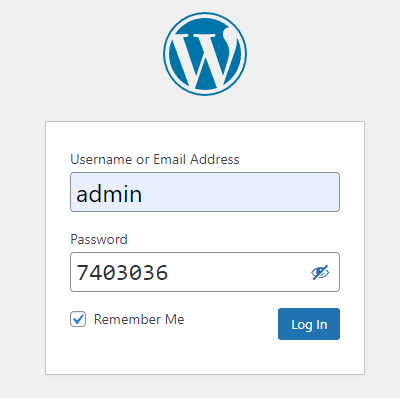 Username or Email Address
admin
Password
7403036
Remember Me
Log In